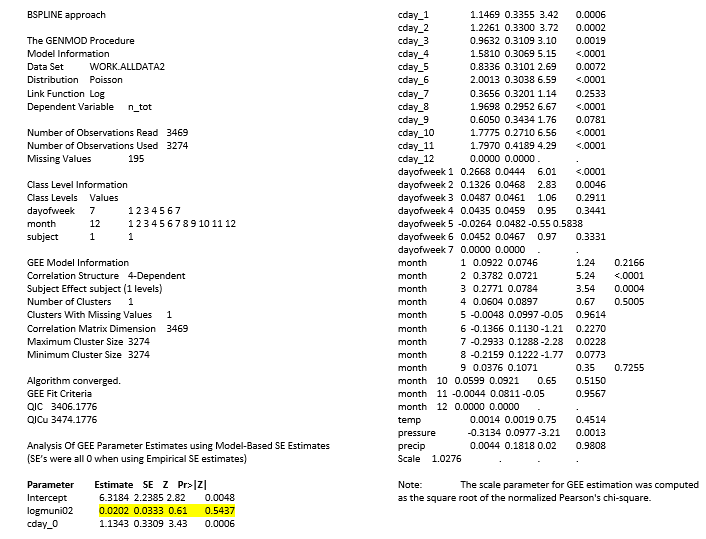 BSPLINE approach
The GENMOD Procedure
Model Information
Data Set WORK.ALLDATA2
Distribution Poisson
Link Function Log
Dependent Variable n_tot
Number of Observations Read 3469
Number of Observations Used 3274
Missing Values 195
Class Level Information
Class Levels Values
dayofweek 7 1 2 3 4 5 6 7
month 12 1 2 3 4 5 6 7 8 9 10 11 12
subject 1 1
GEE Model Information
Correlation Structure 4-Dependent
Subject Effect subject (1 levels)
Number of Clusters 1
Clusters With Missing Values 1
Correlation Matrix Dimension 3469
Maximum Cluster Size 3274
Minimum Cluster Size 3274
Algorithm converged.
GEE Fit Criteria
QIC 3406.1776
QICu 3474.1776
Analysis Of GEE Parameter Estimates using Model-Based SE Estimates
(SE's were all 0 when using Empirical SE estimates)
Parameter Estimate SE Z Pr>|Z|
Intercept 6.3184 2.2385 2.82 0.0048
logmuni02 0.0202 0.0333 0.61 0.5437
cday_0 1.1343 0.3309 3.43 0.0006
cday_1 1.1469 0.3355 3.42 0.0006
cday_2 1.2261 0.3300 3.72 0.0002
cday_3 0.9632 0.3109 3.10 0.0019
cday_4 1.5810 0.3069 5.15 <.0001
cday_5 0.8336 0.3101 2.69 0.0072
cday_6 2.0013 0.3038 6.59 <.0001
cday_7 0.3656 0.3201 1.14 0.2533
cday_8 1.9698 0.2952 6.67 <.0001
cday_9 0.6050 0.3434 1.76 0.0781
cday_10 1.7775 0.2710 6.56 <.0001
cday_11 1.7970 0.4189 4.29 <.0001
cday_12 0.0000 0.0000 . .
dayofweek 1 0.2668 0.0444 6.01 <.0001
dayofweek 2 0.1326 0.0468 2.83 0.0046
dayofweek 3 0.0487 0.0461 1.06 0.2911
dayofweek 4 0.0435 0.0459 0.95 0.3441
dayofweek 5 -0.0264 0.0482 -0.55 0.5838
dayofweek 6 0.0452 0.0467 0.97 0.3331
dayofweek 7 0.0000 0.0000 . .
month 1 0.0922 0.0746 1.24 0.2166
month 2 0.3782 0.0721 5.24 <.0001
month 3 0.2771 0.0784 3.54 0.0004
month 4 0.0604 0.0897 0.67 0.5005
month 5 -0.0048 0.0997 -0.05 0.9614
month 6 -0.1366 0.1130 -1.21 0.2270
month 7 -0.2933 0.1288 -2.28 0.0228
month 8 -0.2159 0.1222 -1.77 0.0773
month 9 0.0376 0.1071 0.35 0.7255
month 10 0.0599 0.0921 0.65 0.5150
month 11 -0.0044 0.0811 -0.05 0.9567
month 12 0.0000 0.0000 . .
temp 0.0014 0.0019 0.75 0.4514
pressure -0.3134 0.0977 -3.21 0.0013
precip 0.0044 0.1818 0.02 0.9808
Scale 1.0276 . . .
Note: The scale parameter for GEE estimation was computed
as the square root of the normalized Pearson's chi-square.